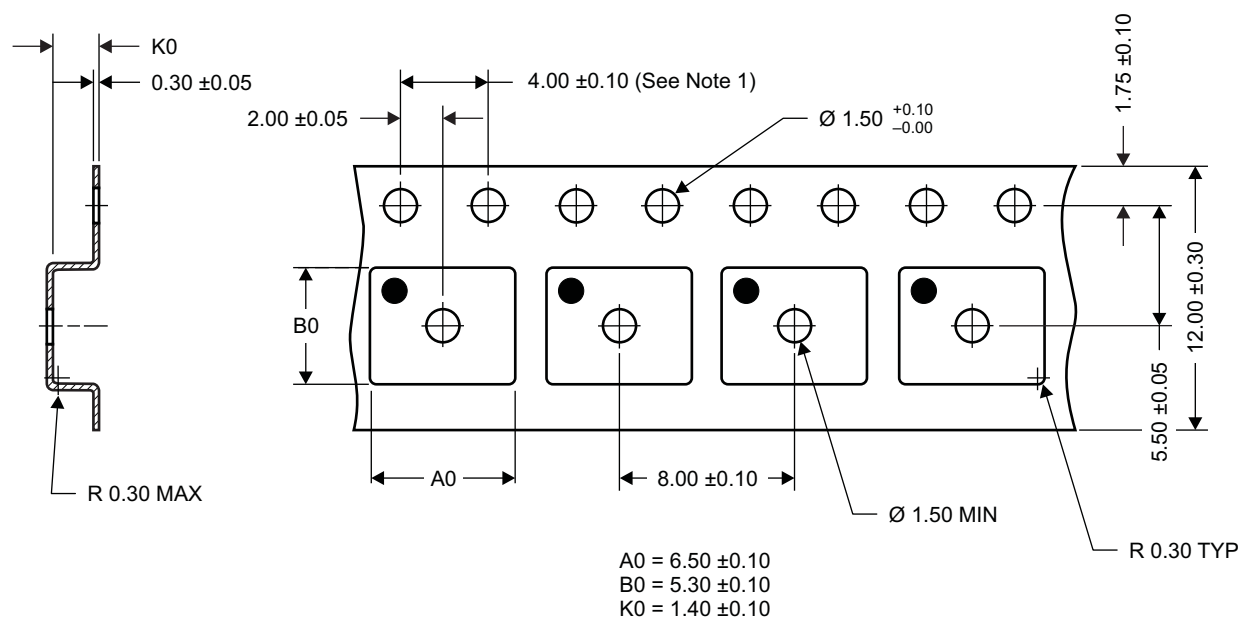 K0
0.30 ±0.05
4.00 ±0.10 (See Note 1)
2.00 ±0.05
Ø 1.50 +0.10 –0.00
1.75 ±0.10
12.00 ±0.30
5.50 ±0.05
B0
A0
8.00 ±0.10
R 0.30 MAX
Ø 1.50 MIN
R 0.30 TYP
A0 = 6.50 ±0.10
B0 = 5.30 ±0.10
K0 = 1.40 ±0.10